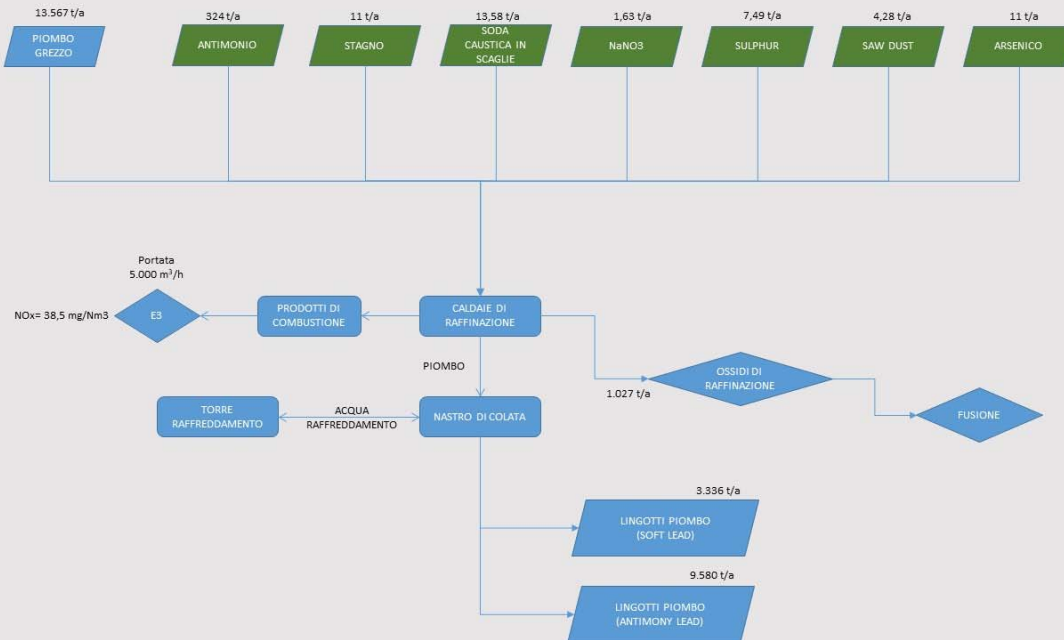 13.567 t/a
324 t/a
11 t/a
13,58 t/a
1,63 t/a
7,49 t/a
4,28 t/a
11 t/a
PIOMBO
GREZZO
ANTIMONIO
STAGNO
SODA
CAUSTICA IN
SCAGLIE
NaNO3
SULPHUR
SAW DUST
ARSENICO
Portata
5.000 m³/h
NOx= 38,5 mg/Nm3
E3
PRODOTTI DI
COMBUSTIONE
CALDAIE DI
RAFFINAZIONE
PIOMBO
OSSIDI DI
RAFFINAZIONE
1.027 t/a
TORRE
RAFFREDDAMENTO
ACQUA
RAFFREDDAMENTO
NASTRO DI COLATA
FUSIONE
3.336 t/a
LINGOTTI PIOMBO
(SOFT LEAD)
9.580 t/a
LINGOTTI PIOMBO
(ANTIMONY LEAD)